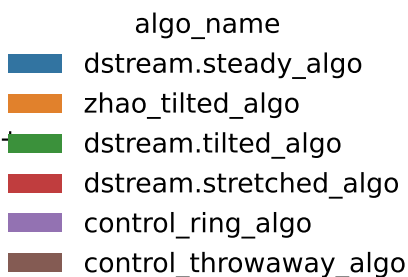 algo_name
dstream.steady_algo
zhao_tilted_algo
dstream.tilted_algo
dstream.stretched_algo
control_ring_algo
control_throwaway_algo